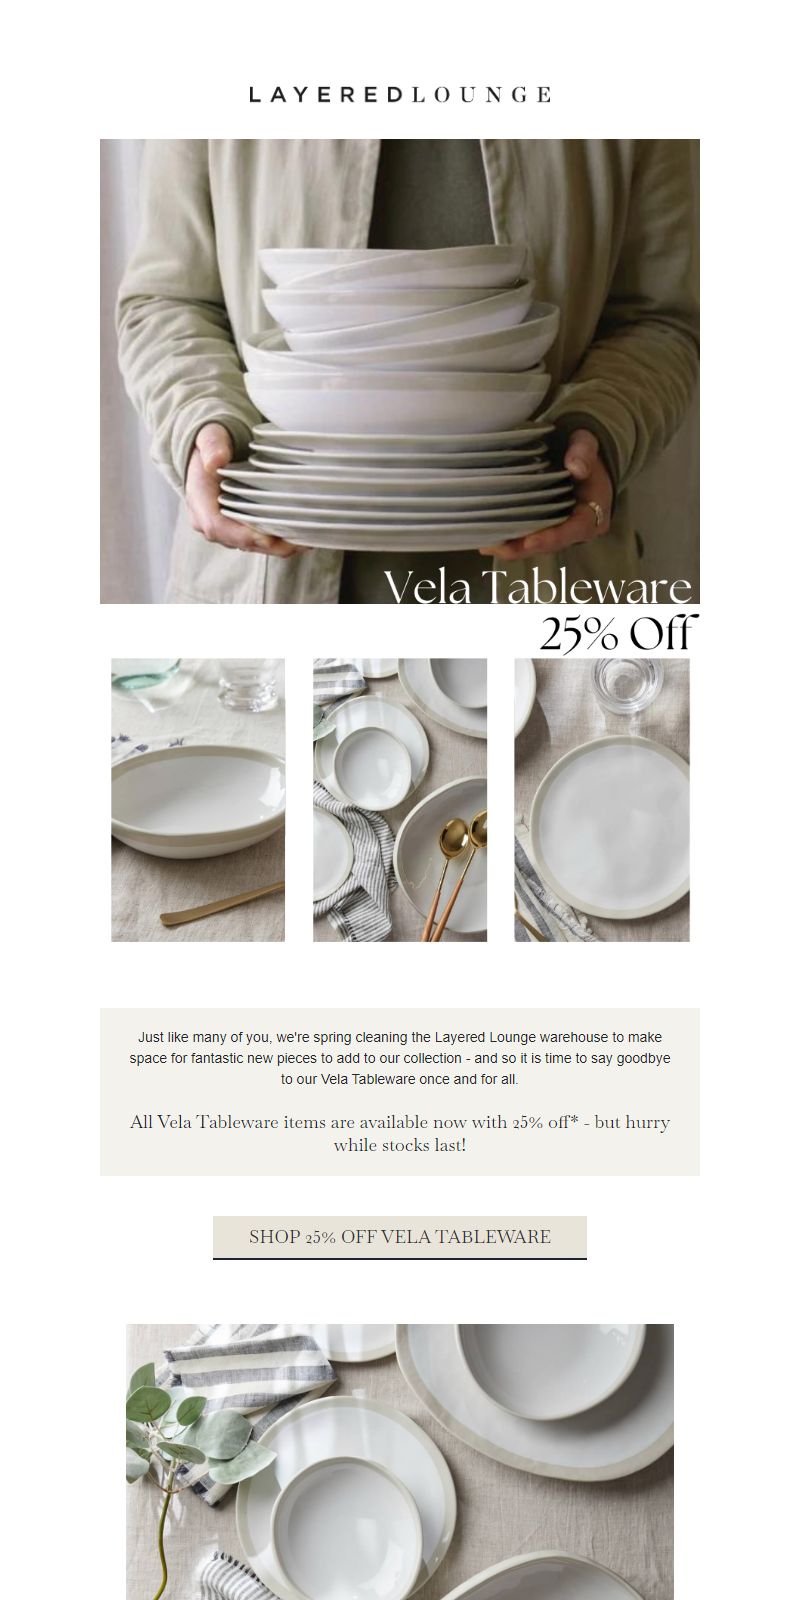 LAYEREDLOUNGE
Vela Tableware
25% Off
Just like many of you, we're spring cleaning the Layered Lounge warehouse to make
space for fantastic new pieces to add to our collection - and so it is time to say goodbye
to our Vela Tableware once and for all.
All Vela Tableware items are available now with 25% off* - but hurry
while stocks last!
SHOP 25% OFF VELA TABLEWARE